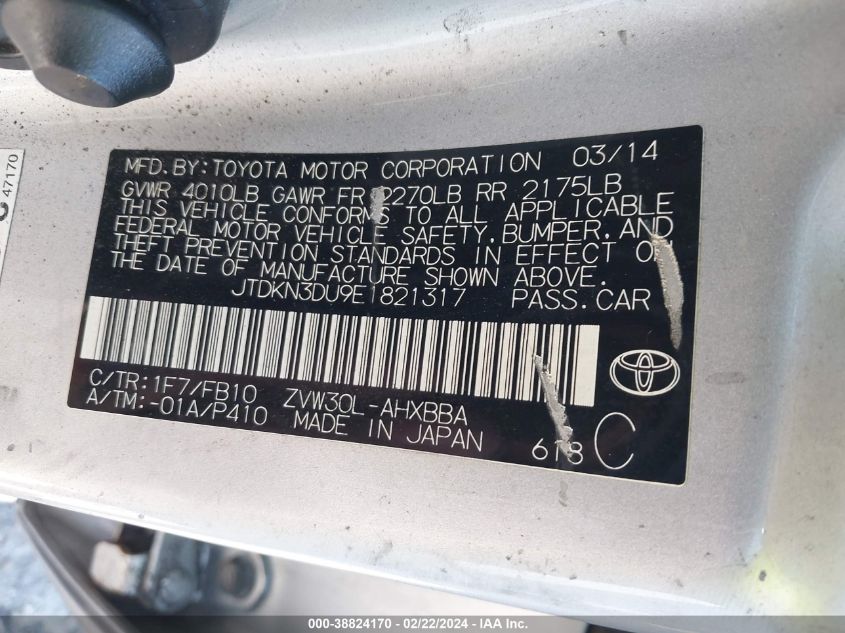 47170
MFD.BY:TOYOTA MOTOR CORPORATION 03/14
GVWR 4010LB GAWR FR 2270LB RR 2175LB
THIS VEHICLE CONFORMS TO ALL APPLICABLE
FEDERAL MOTOR VEHICLE SAFETY,BUMPER,AND
THEFT PREVENTION STANDARDS IN EFFECT ON
THE DATE OF MANUFACTURE SHOWN ABOVE.
JTDKN3DU9E1821317 PASS.CAR
C/TR:1F7/FB10 ZVW30L-AHXBBA
A/TM:-01A/P410 MADE IN JAPAN
618 C
000-38824170 - 02/22/2024 - IAA Inc.